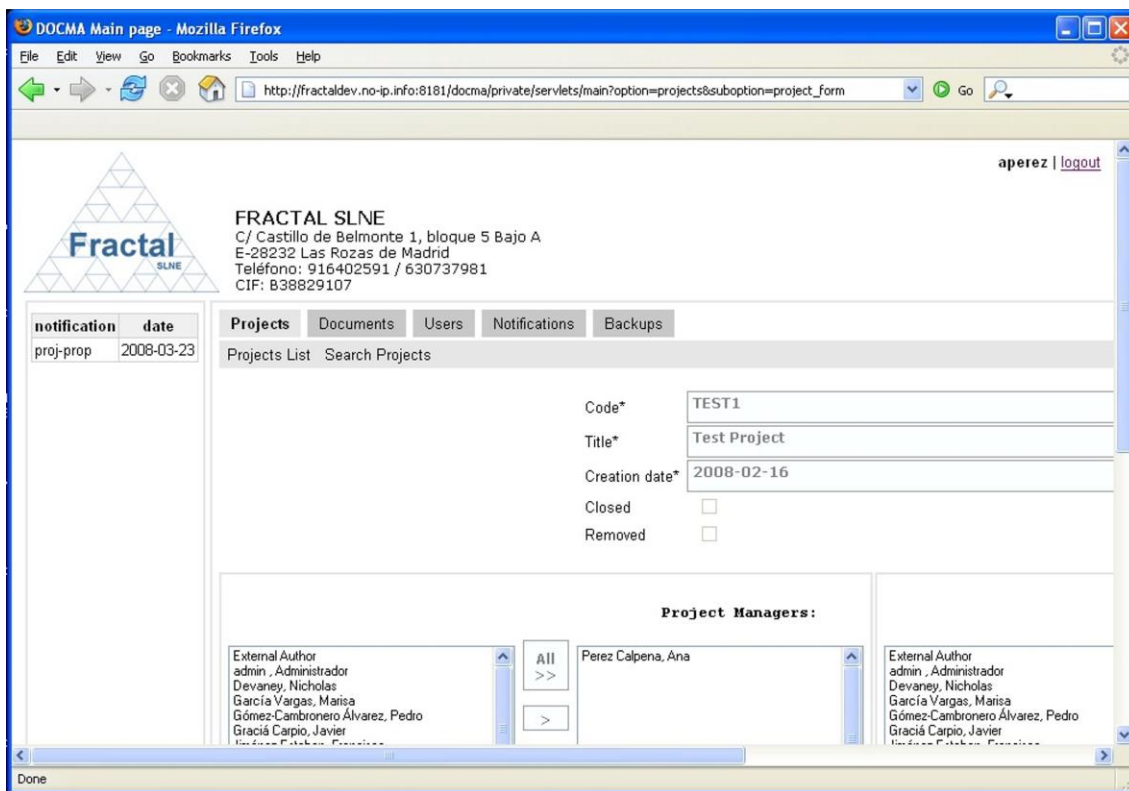 DOCMA Main page - Mozilla Firefox
File Edit View Go Bookmarks Tools Help
http://fractaldev.no-ip.info:8181/docma/private/servlets/main?option=projects&suboption=project_form Go
aperez | logout
Fractal
SLNE
FRACTAL SLNE
C/ Castillo de Belmonte 1, bloque 5 Bajo A
E-28232 Las Rozas de Madrid
Teléfono: 916402591 / 630737981
CIF: B38829107
notification date
proj-prop 2008-03-23
Projects Documents Users Notifications Backups
Projects List Search Projects
Code* TEST1
Title* Test Project
Creation date* 2008-02-16
Closed
Removed
Project Managers:
External Author
admin , Administrador
Devaney, Nicholas
García Vargas, Marisa
Gómez-Cambronero Álvarez, Pedro
Graciá Carpio, Javier
All
>>
>
Perez Calpena, Ana
External Author
admin , Administrador
Devaney, Nicholas
García Vargas, Marisa
Gómez-Cambronero Álvarez, Pedro
Graciá Carpio, Javier
Done